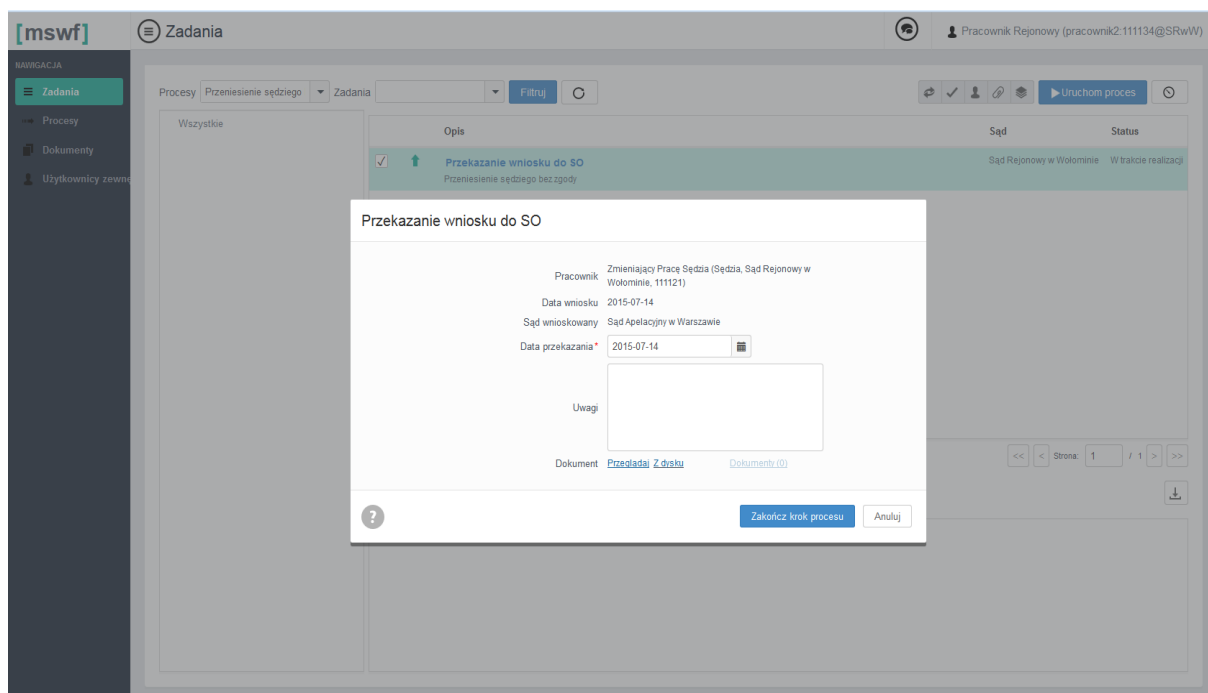 [mswf]
Zadania
Pracownik Rejonowy (pracownik2:111134@SRwW)
NAWIGACJA
Zadania
Procesy
Dokumenty
Użytkownicy zewnę
Procesy Przeniesienie sędziego Zadania Filtruj Uruchom proces
Wszystkie
Opis Sąd Status
Przekazanie wniosku do SO Sąd Rejonowy w Wołominie W trakcie realizacji
Przeniesienie sędziego bez zgody
Przekazanie wniosku do SO
Pracownik Zmieniający Pracę Sędzia (Sędzia, Sąd Rejonowy w
Wołominie, 111121)
Data wniosku 2015-07-14
Sąd wnioskowany Sąd Apelacyjny w Warszawie
Data przekazania* 2015-07-14
Uwagi
Dokument Przeglądaj Z dysku Dokumenty (0)
<< < Strona: 1 / 1 > >>
? Zakończ krok procesu Anuluj